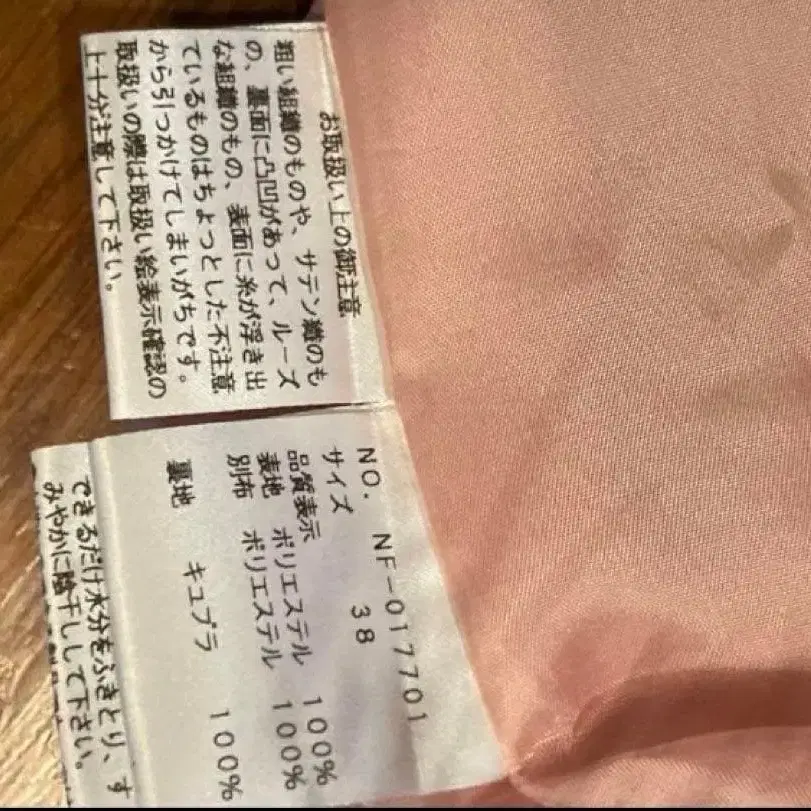 お取扱い上の御注意
粗い組織のものや、サテン織のも
の、裏面に凸凹があって、ルーズ
な組織のもの、表面に糸が浮き出
ているものはちょっとした不注意
から引っかけてしまいがちです。
取扱いの際は取扱い絵表示確認の
上十分注意して下さい。
NO. NF-017701
サイズ 38
品質表示
表地 ポリエステル 100%
別布 ポリエステル 100%
裏地 キュプラ 100%
できるだけ水分をふきとり、す
みやかに陰干しして下さい。